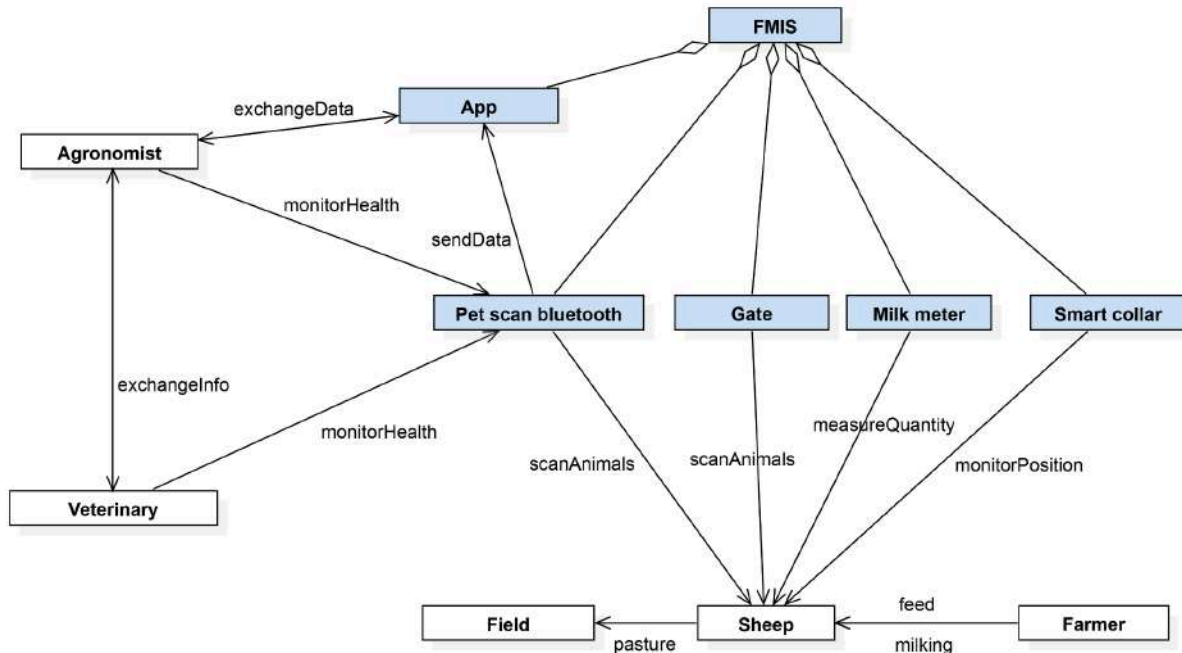 FMIS
App
exchangeData
Agronomist
monitorHealth
sendData
Pet scan bluetooth
Gate
Milk meter
Smart collar
exchangeInfo
monitorHealth
measureQuantity
scanAnimals
scanAnimals
monitorPosition
Veterinary
feed
Field
Sheep
Farmer
pasture
milking